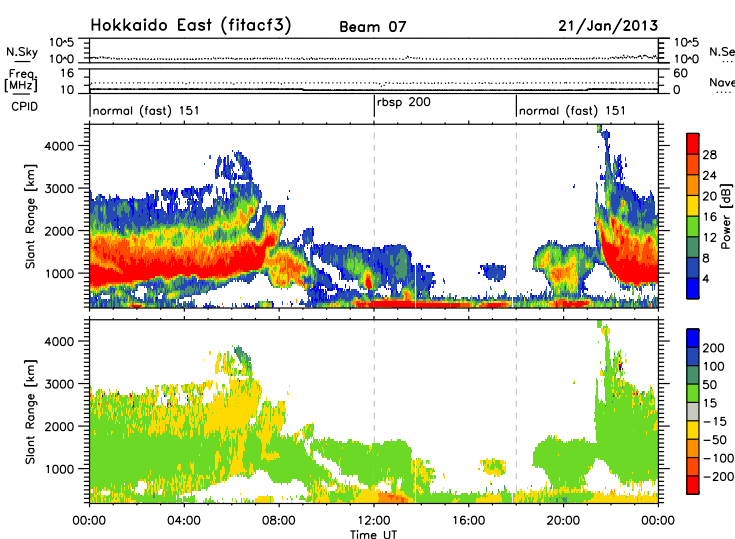 Hokkaido East (fitacf3) Beam 07 21/Jan/2013
N.Sky 10^5 10^0 10^5 10^0 N.Se
Freq. [MHz] 16 10 60 0 Nave
CPID normal (fast) 151 rbsp 200 normal (fast) 151
Slant Range [km]
4000
3000
2000
1000
28
24
20
16
12
8
4
Power [dB]
Slant Range [km]
4000
3000
2000
1000
200
100
50
15
-15
-50
-100
-200
00:00 04:00 08:00 12:00 16:00 20:00 00:00
Time UT